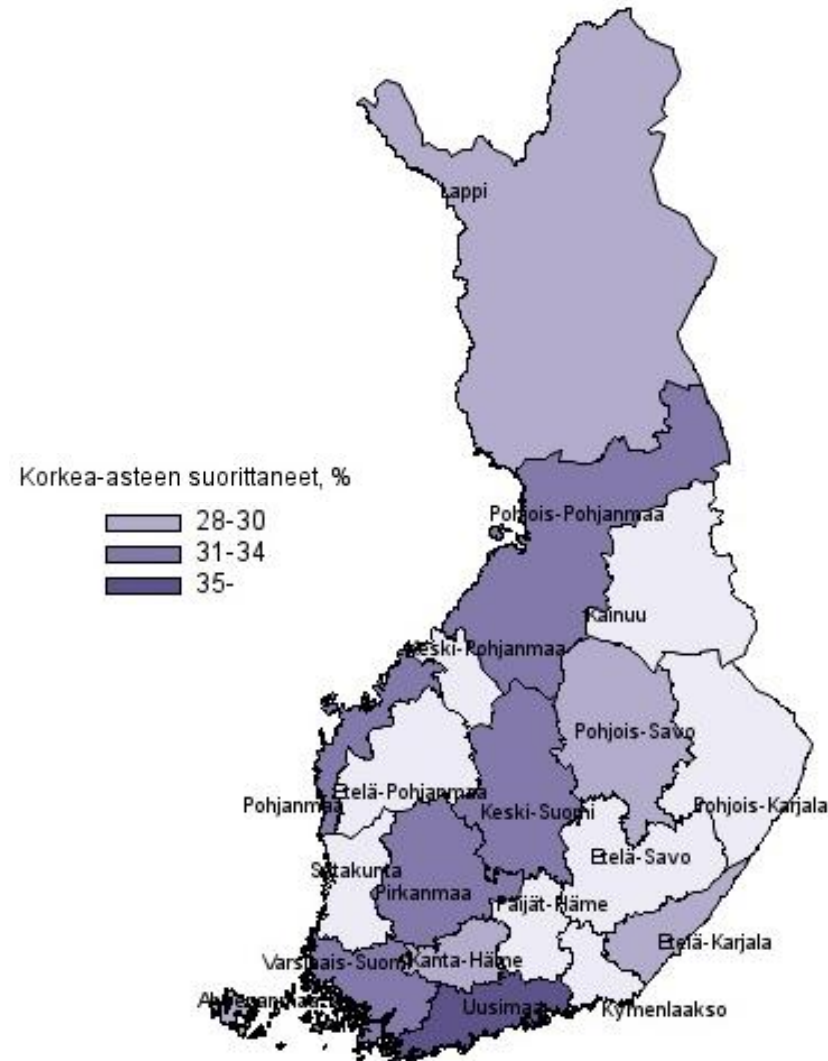 Lappi
Korkea-asteen suorittaneet, %
28-30
31-34
35-
Pohjois-Pohjanmaa
Kainuu
Keski-Pohjanmaa
Pohjois-Savo
Etelä-Pohjanmaa
Pohjanmaa
Keski-Suomi
Pohjois-Karjala
Etelä-Savo
Satakunta
Pirkanmaa
Päijät-Häme
Etelä-Karjala
Varsinais-Suomi
Kanta-Häme
Ahvenanmaa
Uusimaa
Kymenlaakso